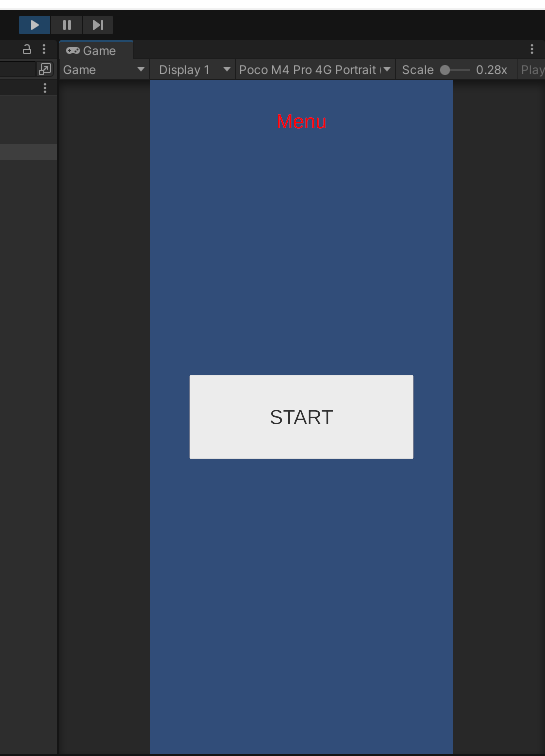 Game
Game Display 1 Poco M4 Pro 4G Portrait Scale 0.28x Play
Menu
START